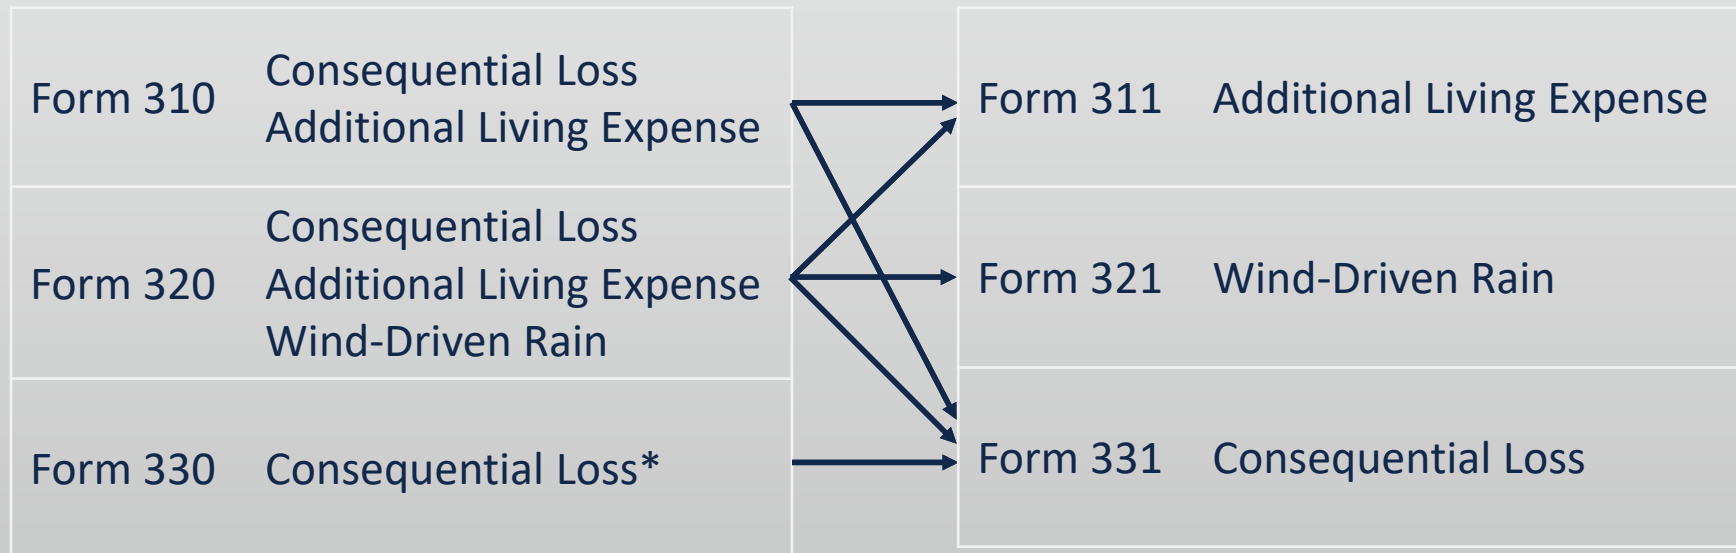 Form 310
Consequential Loss
Additional Living Expense
Form 320
Consequential Loss
Additional Living Expense
Wind-Driven Rain
Form 330
Consequential Loss*
Form 311
Additional Living Expense
Form 321
Wind-Driven Rain
Form 331
Consequential Loss